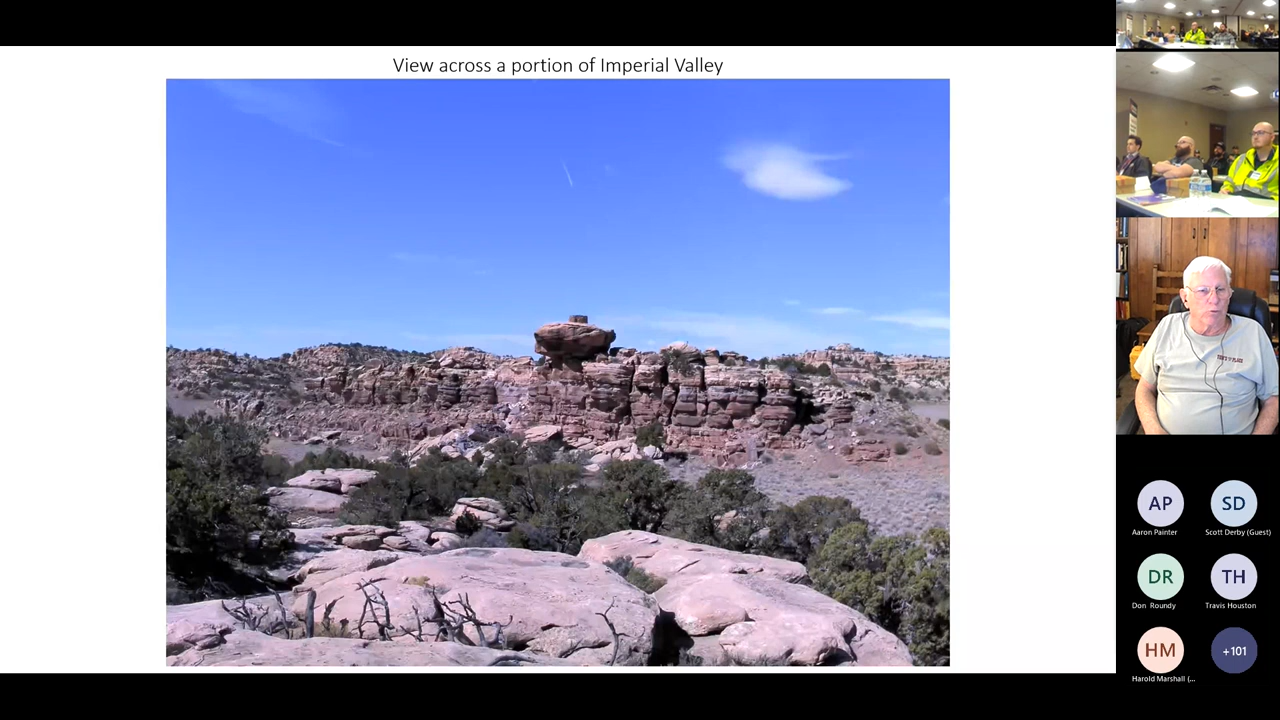 View across a portion of Imperial Valley
AP
Aaron Painter
SD
Scott Derby (Guest)
DR
Don Roundy
TH
Travis Houston
HM
Harold Marshall (...
+101